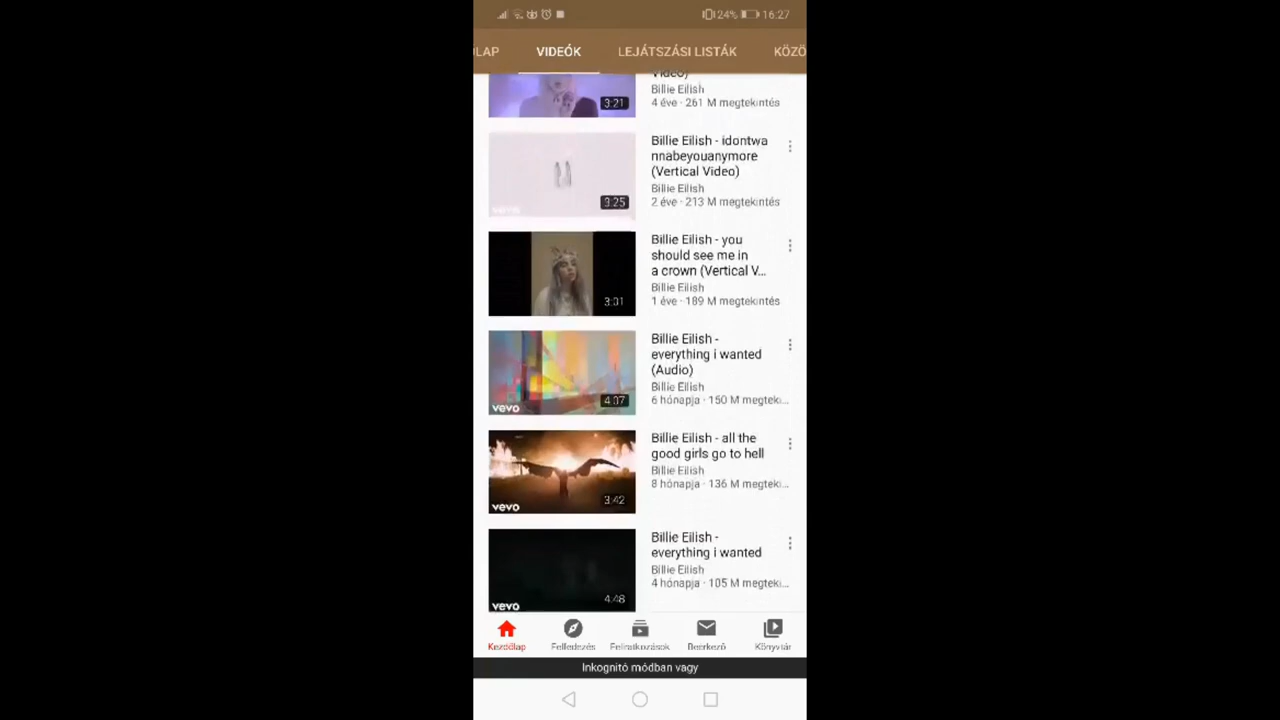 24% 16:27
LAP VIDEÓK LEJÁTSZÁSI LISTÁK KÖZÖ
Video)
Billie Eilish
4 éve · 261 M megtekintés
3:21
Billie Eilish - idontwa
nnabeyouanymore
(Vertical Video)
Billie Eilish
2 éve · 213 M megtekintés
3:25
vevo
Billie Eilish - you
should see me in
a crown (Vertical V...
Billie Eilish
1 éve · 189 M megtekintés
3:01
Billie Eilish -
everything i wanted
(Audio)
Billie Eilish
6 hónapja · 150 M megteki...
4:07
vevo
Billie Eilish - all the
good girls go to hell
Billie Eilish
8 hónapja · 136 M megteki...
3:42
vevo
Billie Eilish -
everything i wanted
Billie Eilish
4 hónapja · 105 M megteki...
4:48
vevo
Kezdőlap Felfedezés Feliratkozások Beérkező Könyvtár
Inkognitó módban vagy